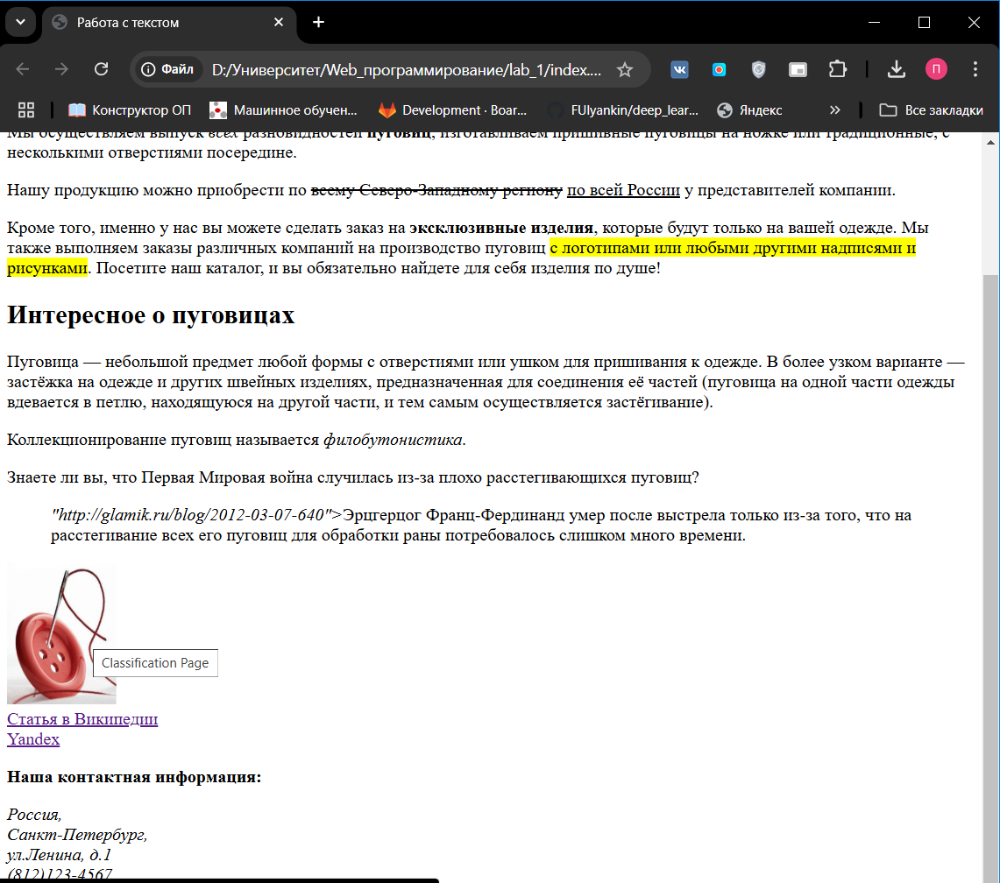 Работа с текстом
Файл
D:/Университет/Web_программирование/lab_1/index....
П
Конструктор ОП
Машинное обучен...
Development · Boar...
FUlyankin/deep_lear...
Яндекс
Все закладки
Мы осуществляем выпуск всех разновидностей пуговиц, изготавливаем пришивные пуговицы на ножке или традиционные, с
несколькими отверстиями посередине.
Нашу продукцию можно приобрести по всему Северо-Западному региону по всей России у представителей компании.
Кроме того, именно у нас вы можете сделать заказ на эксклюзивные изделия, которые будут только на вашей одежде. Мы
также выполняем заказы различных компаний на производство пуговиц с логотипами или любыми другими надписями и
рисунками. Посетите наш каталог, и вы обязательно найдете для себя изделия по душе!
Интересное о пуговицах
Пуговица — небольшой предмет любой формы с отверстиями или ушком для пришивания к одежде. В более узком варианте —
застёжка на одежде и других швейных изделиях, предназначенная для соединения её частей (пуговица на одной части одежды
вдевается в петлю, находящуюся на другой части, и тем самым осуществляется застёгивание).
Коллекционирование пуговиц называется филобутонистика.
Знаете ли вы, что Первая Мировая война случилась из-за плохо расстегивающихся пуговиц?
"http://glamik.ru/blog/2012-03-07-640">Эрцгерцог Франц-Фердинанд умер после выстрела только из-за того, что на
расстегивание всех его пуговиц для обработки раны потребовалось слишком много времени.
Classification Page
Статья в Википедии
Yandex
Наша контактная информация:
Россия,
Санкт-Петербург,
ул.Ленина, д.1
(812)123-4567